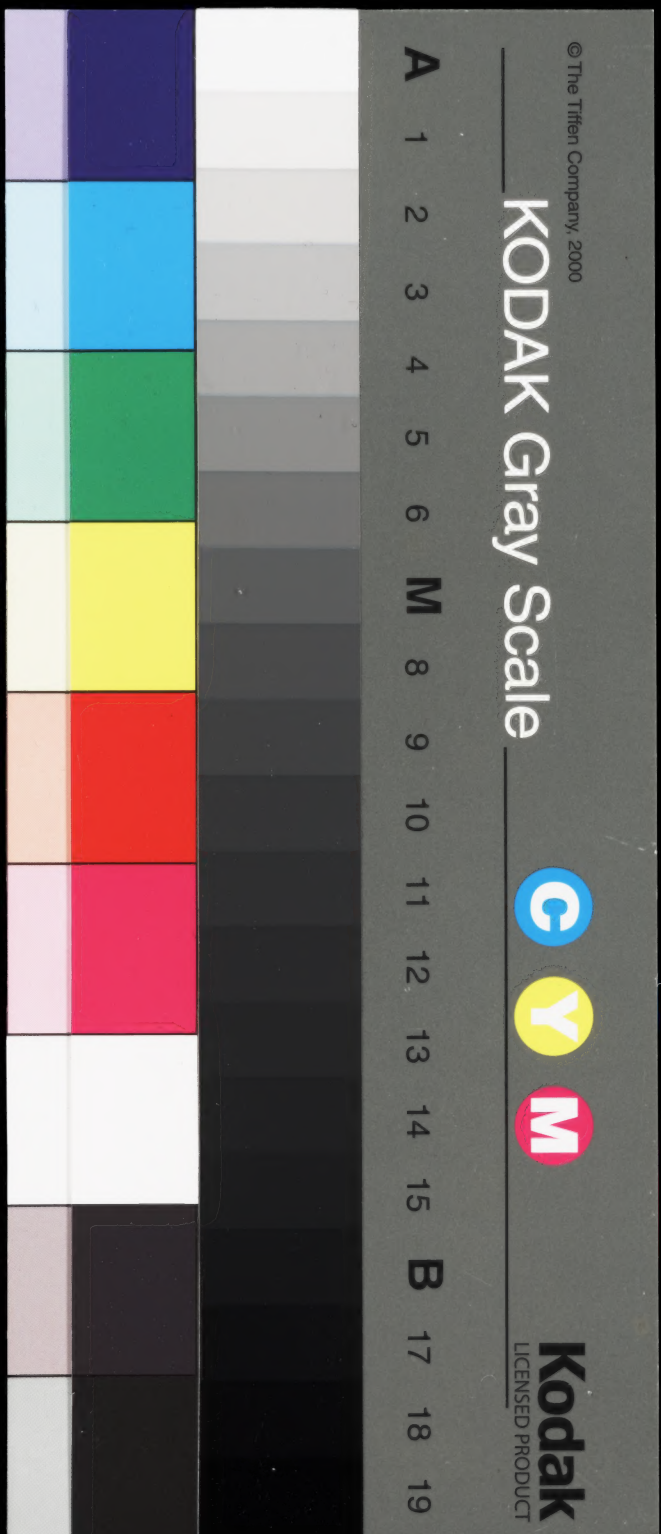 © The Tiffen Company, 2000
KODAK Gray Scale
C Y M
Kodak
LICENSED PRODUCT
A 1 2 3 4 5 6 M 8 9 10 11 12 13 14 15 B 17 18 19